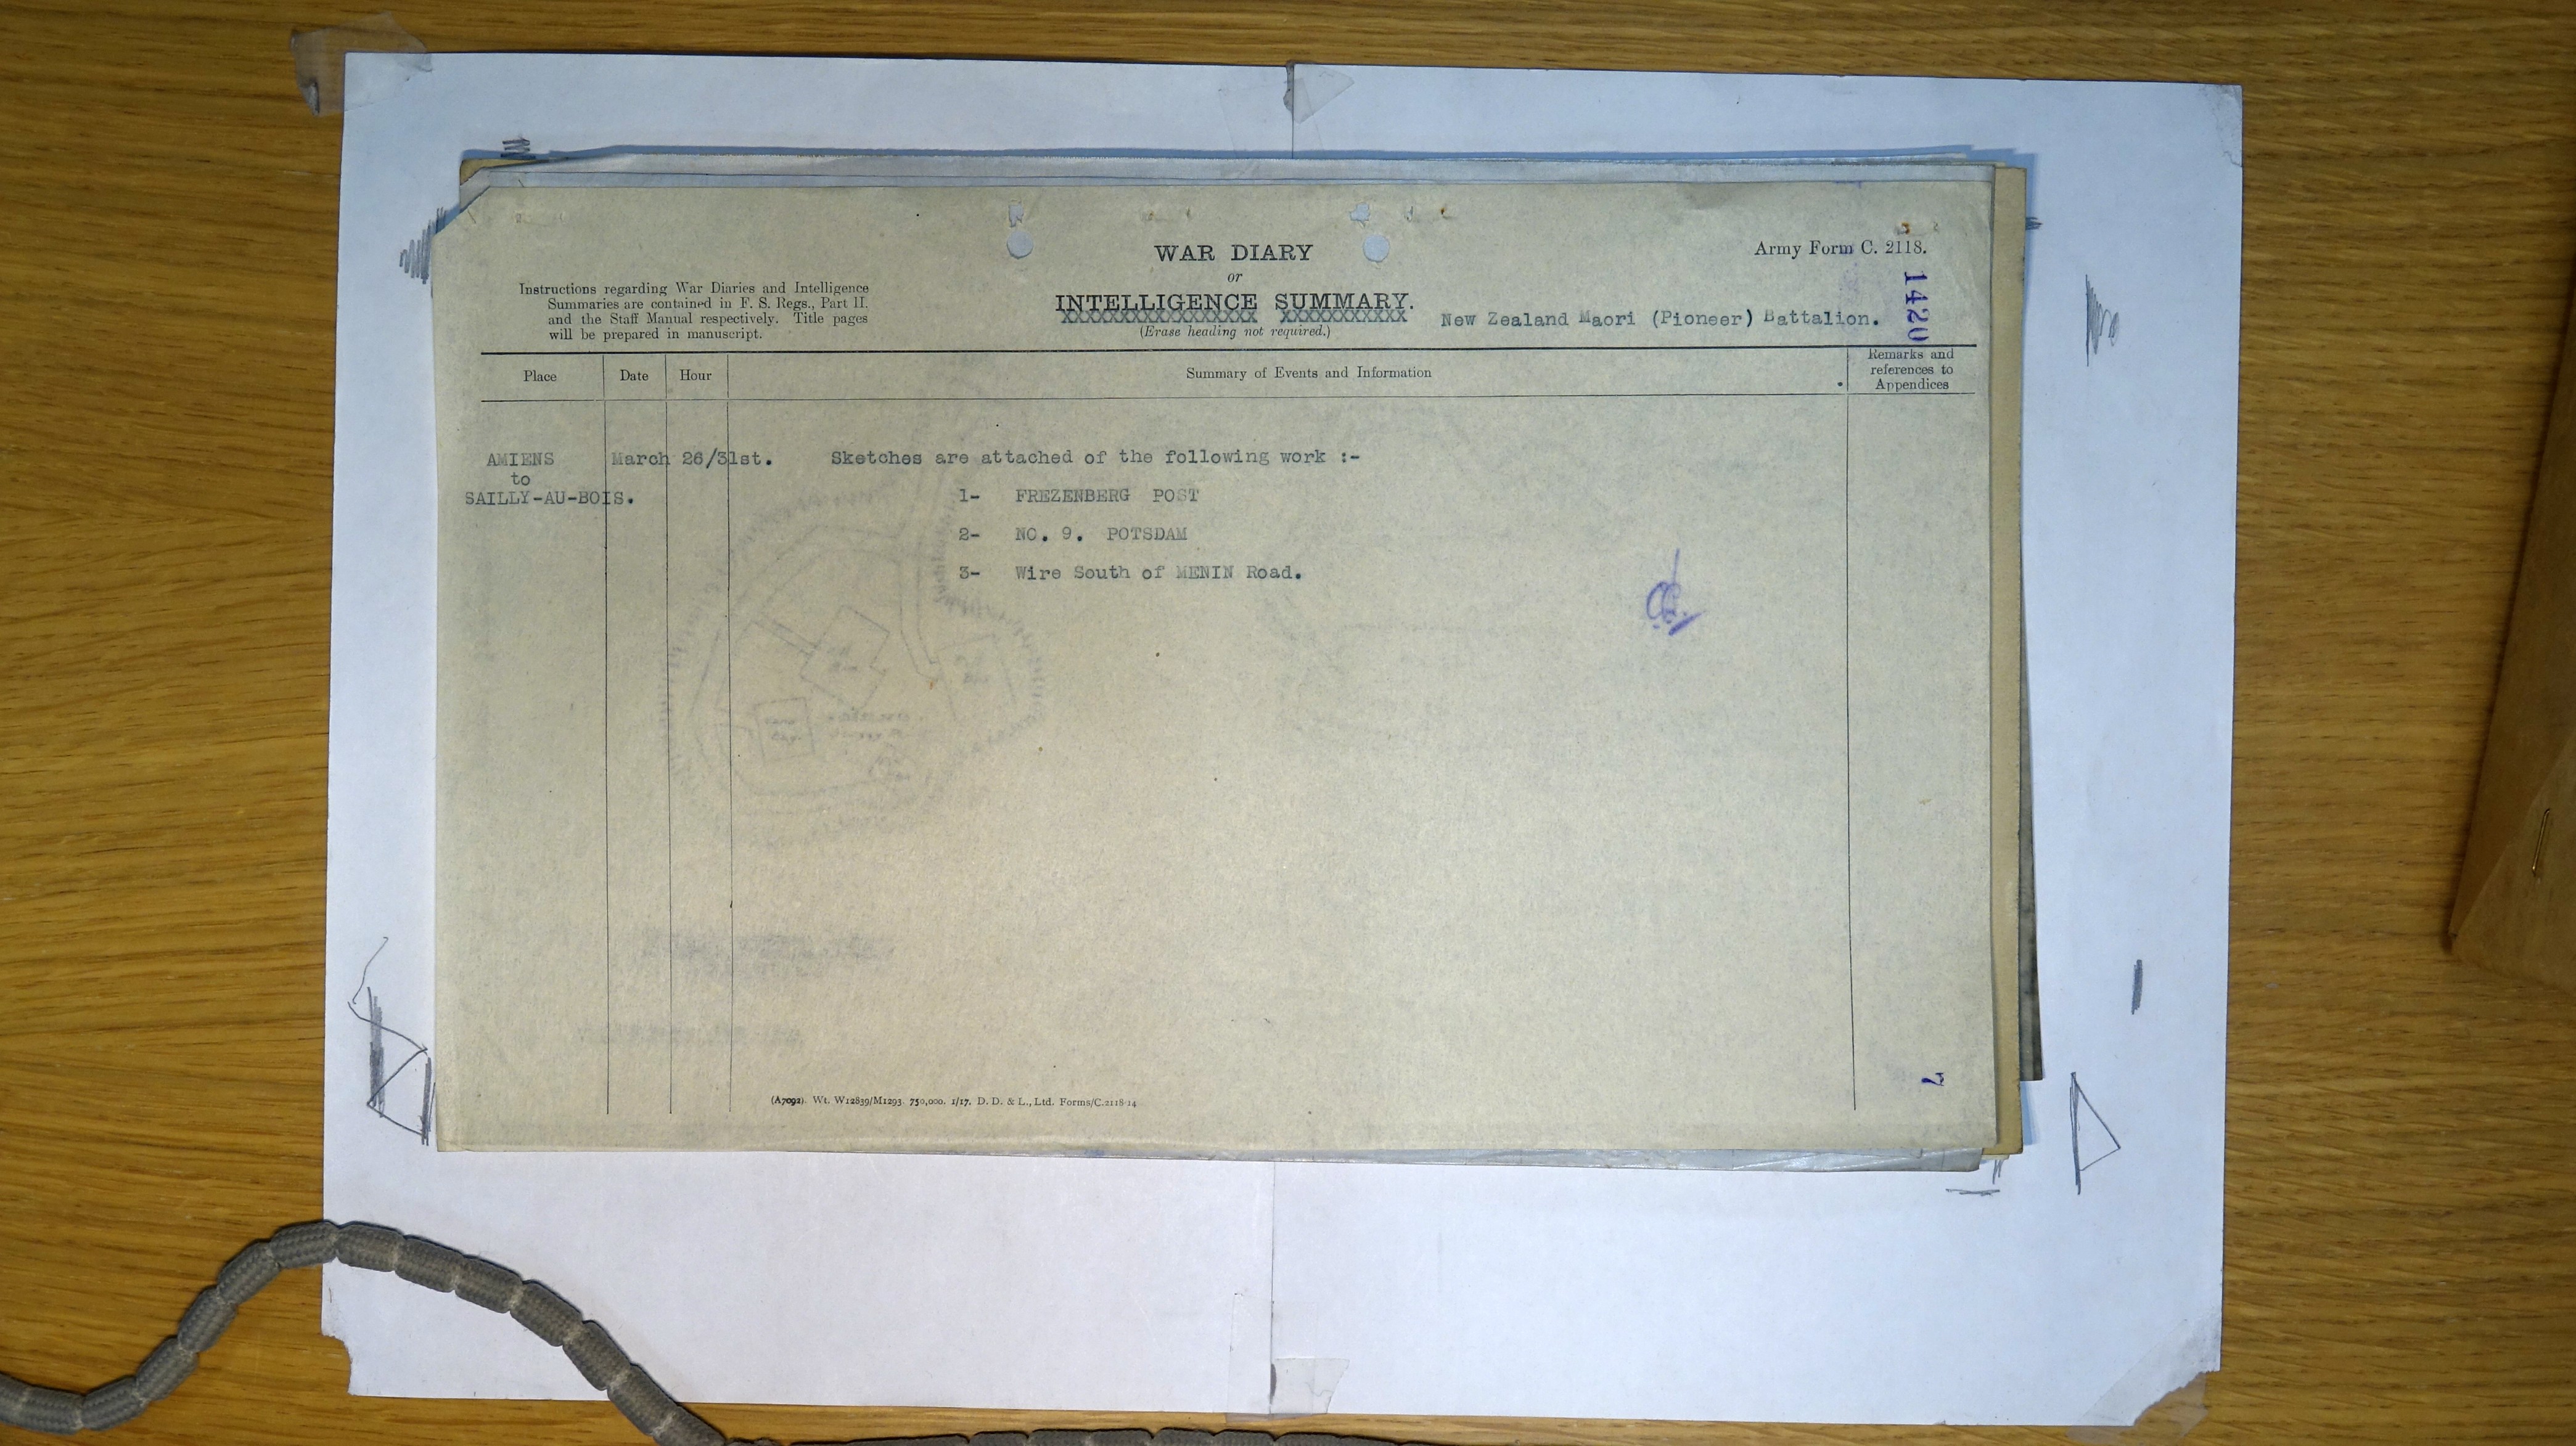 WAR DIARY
or
INTELLIGENCE SUMMARY.
XXXXXXXXXXXXXXXXX XXXXXXXXXXX
(Erase heading not required.)
Army Form C. 2118.
1420
Instructions regarding War Diaries and Intelligence
Summaries are contained in F. S. Regs., Part II.
and the Staff Manual respectively. Title pages
will be prepared in manuscript.
New Zealand Maori (Pioneer) Battalion.
Place Date Hour Summary of Events and Information Remarks and
references to
Appendices
AMIENS
to
SAILLY-AU-BOIS.
March 26/31st. Sketches are attached of the following work :-
1- FREZENBERG POST
2- NO. 9. POTSDAM
3- Wire South of MENIN Road.
7
(A7092). Wt. W12839/M1293. 750,000. 1/17. D. D. & L., Ltd. Forms/C.2118/14